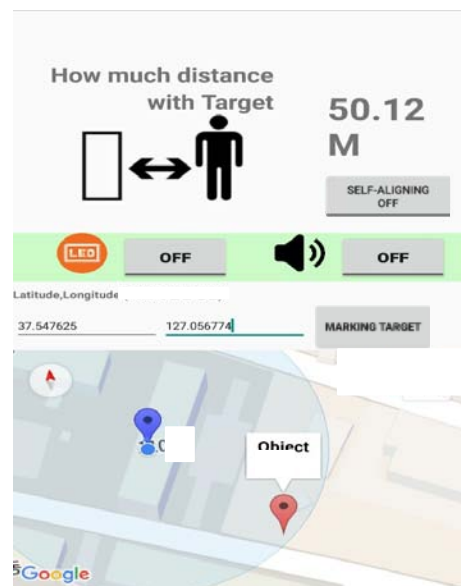 How much distance
with Target
50.12
M
SELF-ALIGNING
OFF
LED
OFF
OFF
Latitude,Longitude
37.547625
127.056774
MARKING TARGET
Object
Google